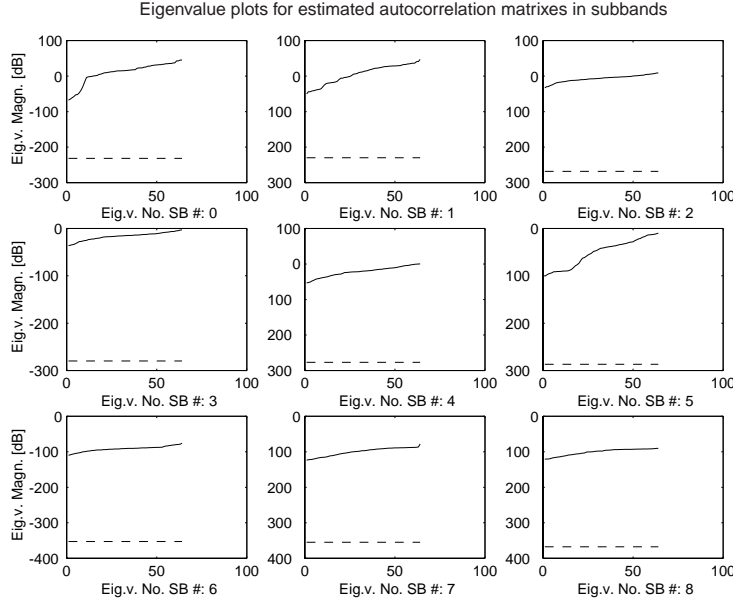 Eigenvalue plots for estimated autocorrelation matrixes in subbands
Eig.v. Magn. [dB]
100
0
-100
-200
-300
0 50 100
Eig.v. No. SB #: 0
100
0
100
200
300
0 50 100
Eig.v. No. SB #: 1
100
0
100
200
300
0 50 100
Eig.v. No. SB #: 2
Eig.v. Magn. [dB]
0
-100
-200
-300
0 50 100
Eig.v. No. SB #: 3
100
0
100
200
300
0 50 100
Eig.v. No. SB #: 4
0
100
200
300
0 50 100
Eig.v. No. SB #: 5
Eig.v. Magn. [dB]
0
-100
-200
-300
-400
0 50 100
Eig.v. No. SB #: 6
0
100
200
300
400
0 50 100
Eig.v. No. SB #: 7
0
100
200
300
400
0 50 100
Eig.v. No. SB #: 8